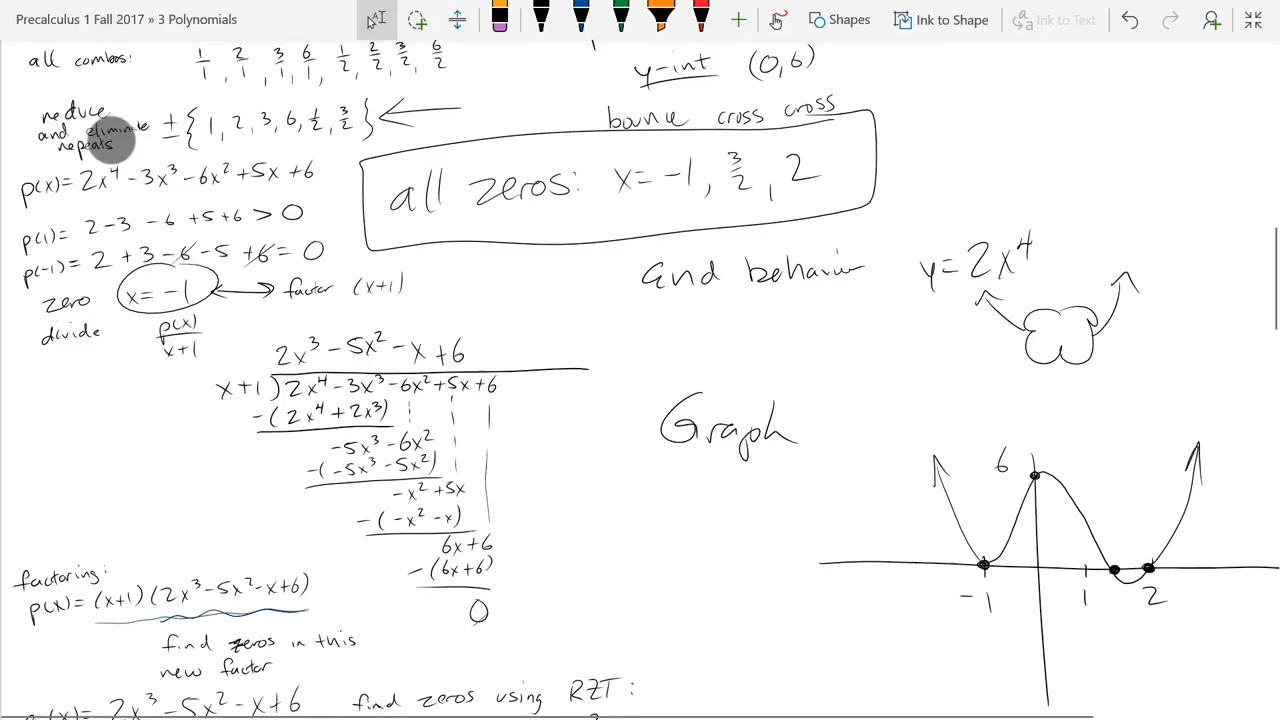 Precalculus 1 Fall 2017 » 3 Polynomials
Precalculus
Shapes
Ink to Shape
Ink to Text
all combos: 1/1, 2/1, 3/1, 6/1, 1/2, 2/2, 3/2, 6/2
reduce
and eliminate
repeats
± { 1, 2, 3, 6, 1/2, 3/2 }
p(x) = 2x⁴ - 3x³ - 6x² + 5x + 6
p(1) = 2 - 3 - 6 + 5 + 6 > 0
p(-1) = 2 + 3 - 6 - 5 + 6 = 0
zero x = -1 ↔ factor (x+1)
divide p(x)/x+1
2x³ - 5x² - x + 6
x+1 ) 2x⁴ - 3x³ - 6x² + 5x + 6
-(2x⁴ + 2x³)
-5x³ - 6x²
-(-5x³ - 5x²)
-x² + 5x
-(-x² - x)
6x + 6
-(6x + 6)
0
factoring:
p(x) = (x+1)(2x³ - 5x² - x + 6)
find zeros in this
new factor
2x³ - 5x² - x + 6 find zeros using RZT:
y-int (0,6)
bounce cross cross
all zeros: x = -1, 3/2, 2
end behavior y = 2x⁴
Graph
6
-1 1 2